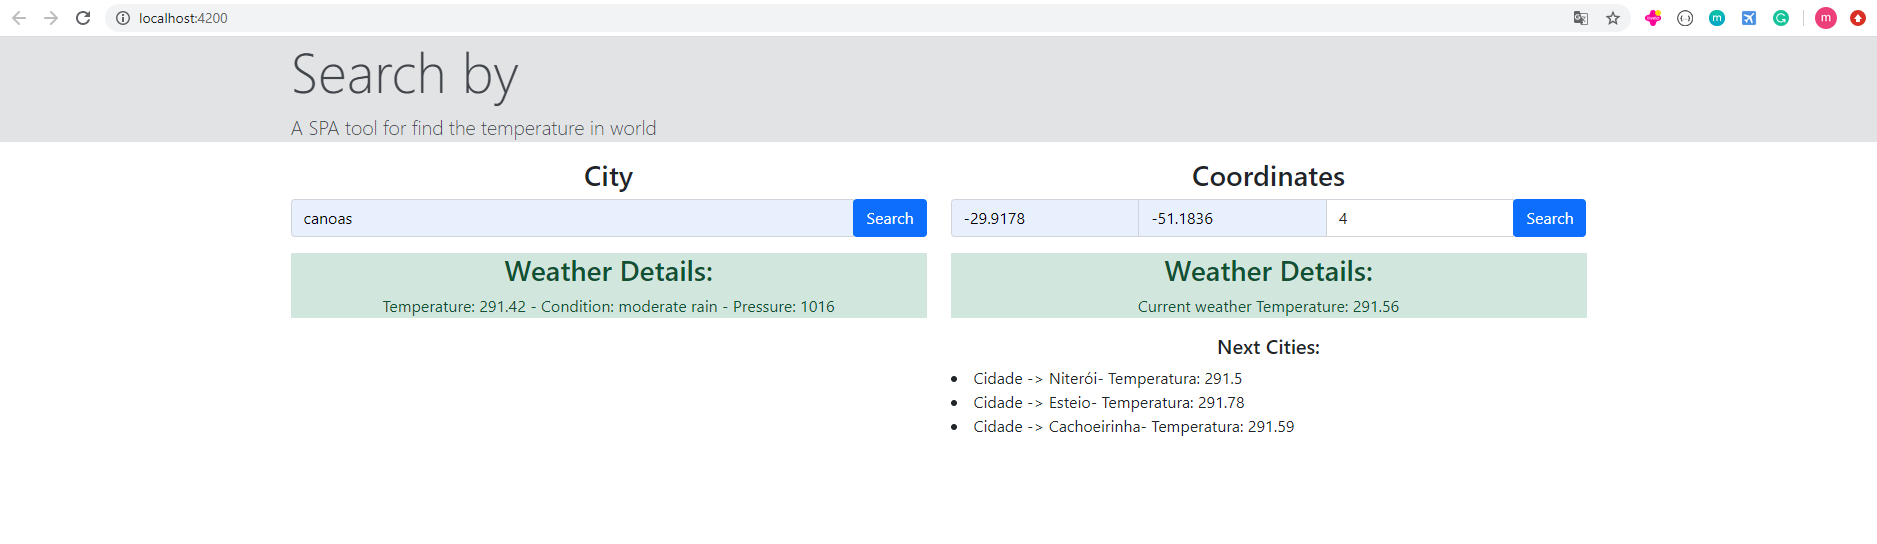 localhost:4200
m
m
Search by
A SPA tool for find the temperature in world
City
canoas
Search
Weather Details:
Temperature: 291.42 - Condition: moderate rain - Pressure: 1016
Coordinates
-29.9178
-51.1836
4
Search
Weather Details:
Current weather Temperature: 291.56
Next Cities:
Cidade -> Niterói- Temperatura: 291.5
Cidade -> Esteio- Temperatura: 291.78
Cidade -> Cachoeirinha- Temperatura: 291.59